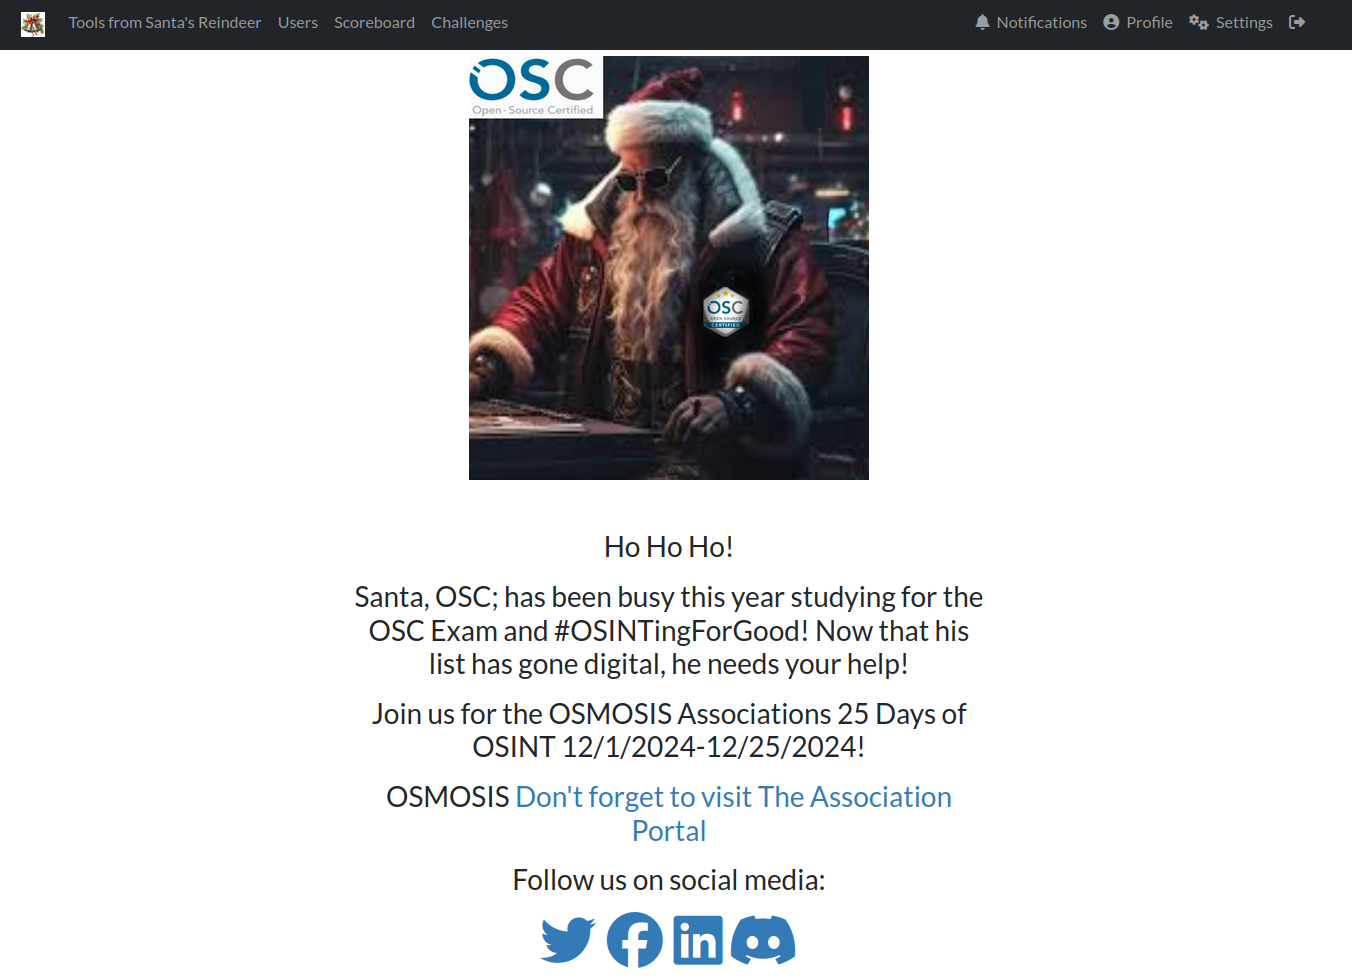 Tools from Santa's Reindeer Users Scoreboard Challenges Notifications Profile Settings
OSC
Open-Source Certified
OSC
OPEN-SOURCE
CERTIFIED
Ho Ho Ho!
Santa, OSC; has been busy this year studying for the
OSC Exam and #OSINTingForGood! Now that his
list has gone digital, he needs your help!
Join us for the OSMOSIS Associations 25 Days of
OSINT 12/1/2024-12/25/2024!
OSMOSIS Don't forget to visit The Association
Portal
Follow us on social media: